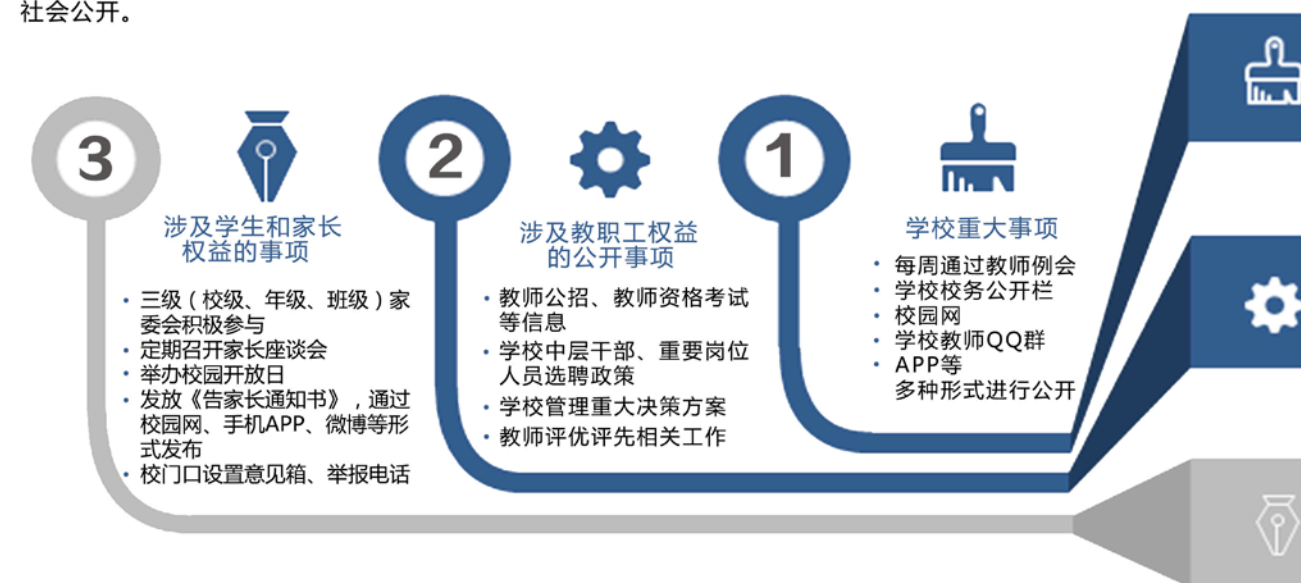 社会公开。
3
涉及学生和家长
权益的事项
• 三级（校级、年级、班级）家
委会积极参与
• 定期召开家长座谈会
• 举办校园开放日
• 发放《告家长通知书》，通过
校园网、手机APP、微博等形
式发布
• 校门口设置意见箱、举报电话
2
涉及教职工权益
的公开事项
• 教师公招、教师资格考试
等信息
• 学校中层干部、重要岗位
人员选聘政策
• 学校管理重大决策方案
• 教师评优评先相关工作
1
学校重大事项
• 每周通过教师例会
• 学校校务公开栏
• 校园网
• 学校教师QQ群
• APP等
多种形式进行公开